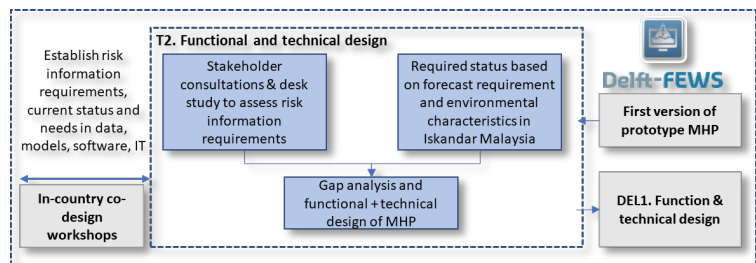 T2. Functional and technical design
Establish risk
information
requirements,
current status and
needs in data,
models, software, IT
In-country co-
design
workshops
Stakeholder
consultations & desk
study to assess risk
information
requirements
Required status based
on forecast requirement
and environmental
characteristics in
Iskandar Malaysia
Gap analysis and
functional + technical
design of MHP
Delft-FEWS
First version of
prototype MHP
DEL1. Function &
technical design